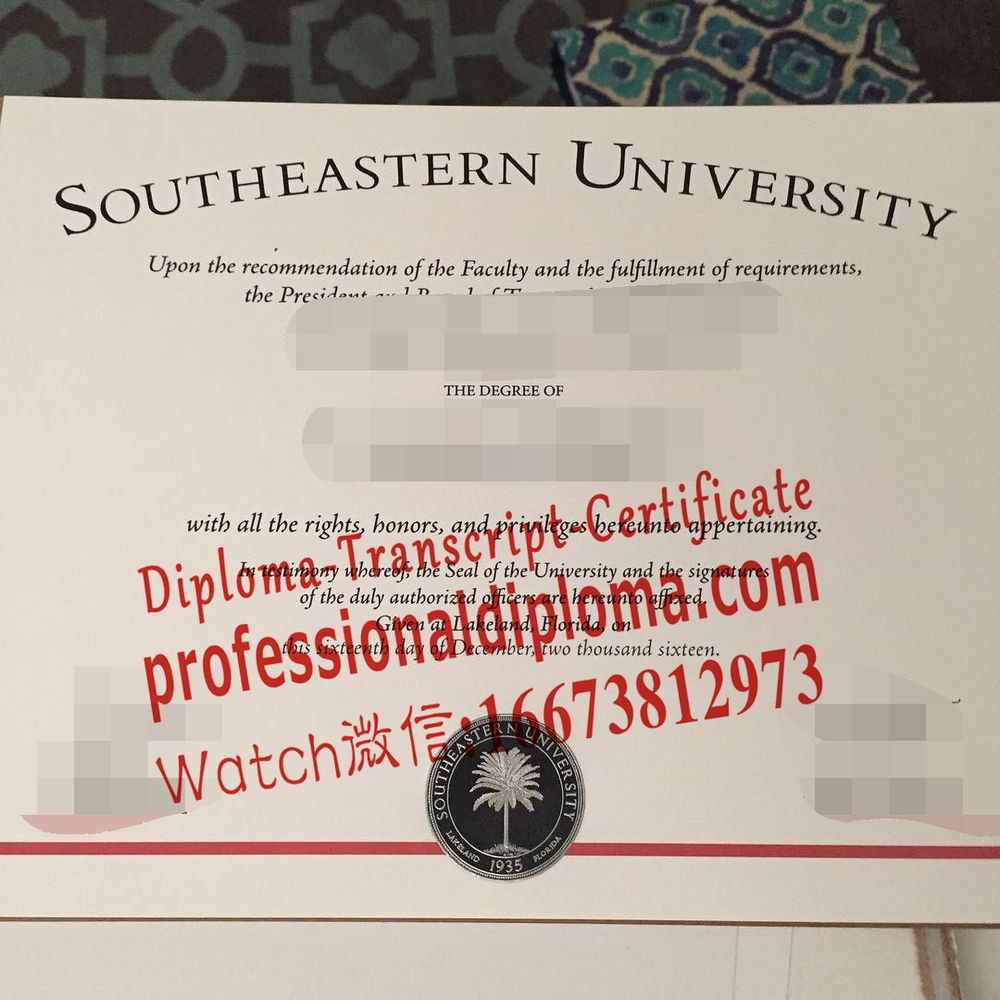 SOUTHEASTERN UNIVERSITY
Upon the recommendation of the Faculty and the fulfillment of requirements,
the President and
THE DEGREE OF
with all the rights, honors, and privileges hereunto appertaining.
Diploma-Transcript-Certificate
In testimony whereof, the Seal of the University and the signatures
of the duly authorized officers are hereunto affixed.
professionaldiploma.com
Given at Lakeland, Florida, on
this sixteenth day of December, two thousand sixteen.
Watch微信:16673812973
SOUTHEASTERN UNIVERSITY
LAKELAND FLORIDA
1935